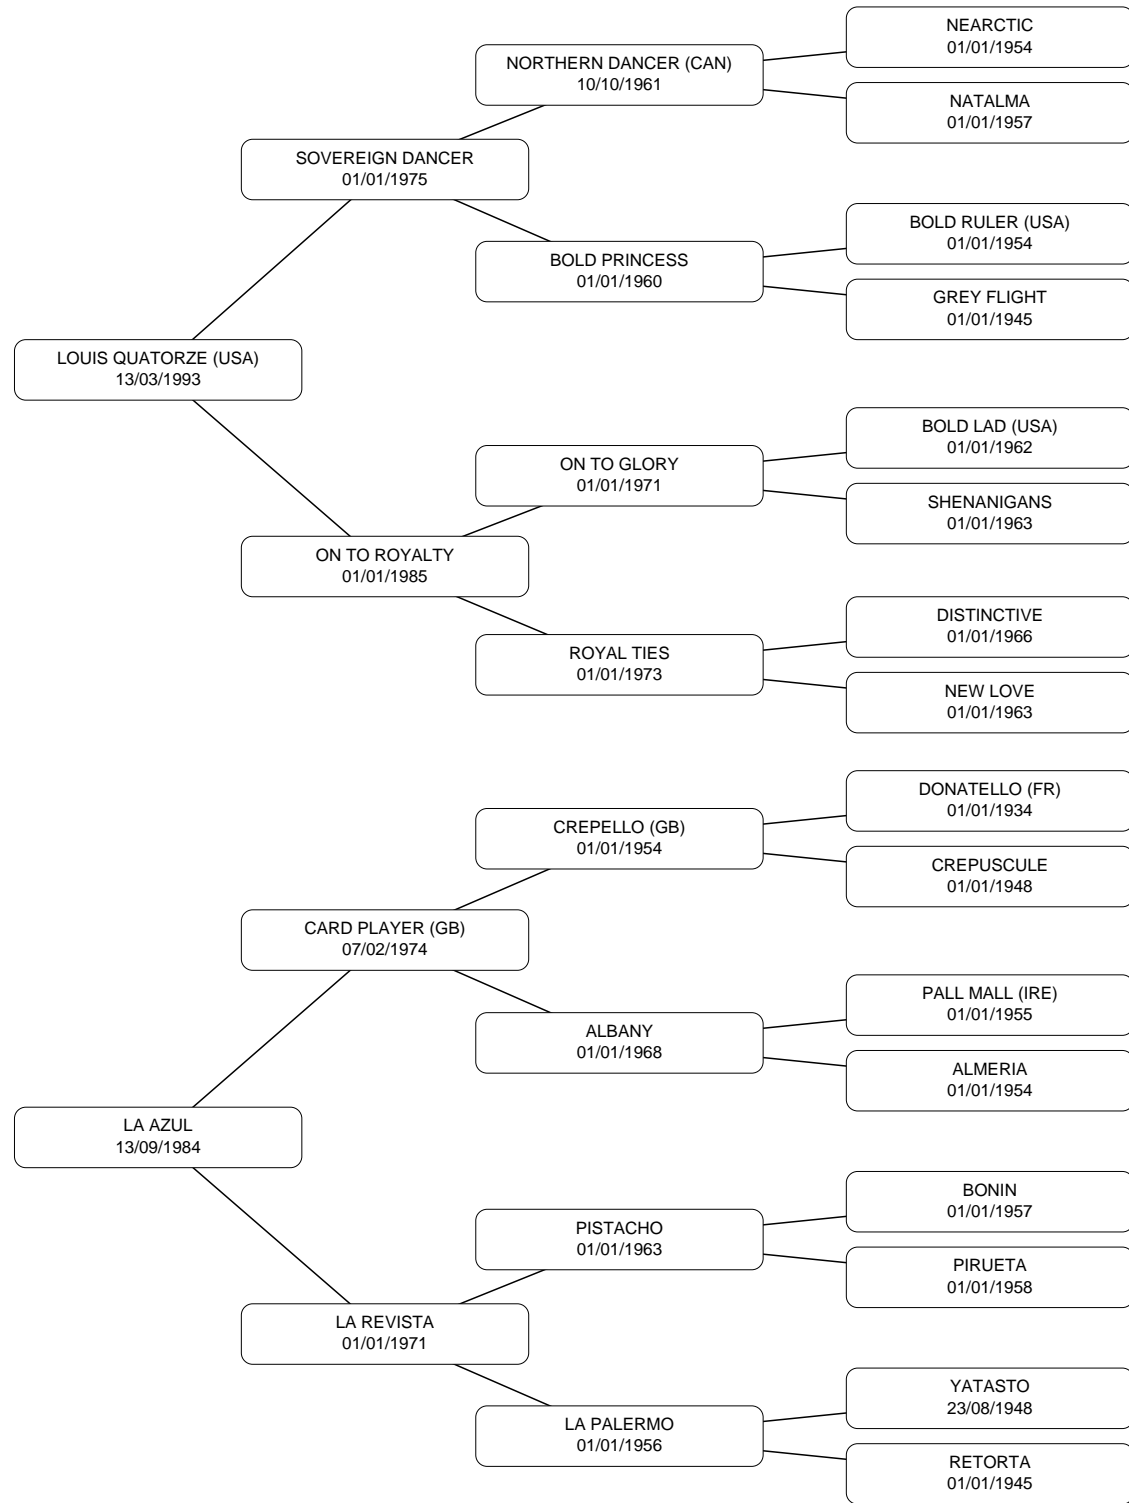 NEARCTIC
01/01/1954
NORTHERN DANCER (CAN)
10/10/1961
NATALMA
01/01/1957
SOVEREIGN DANCER
01/01/1975
BOLD RULER (USA)
01/01/1954
BOLD PRINCESS
01/01/1960
GREY FLIGHT
01/01/1945
LOUIS QUATORZE (USA)
13/03/1993
BOLD LAD (USA)
01/01/1962
ON TO GLORY
01/01/1971
SHENANIGANS
01/01/1963
ON TO ROYALTY
01/01/1985
DISTINCTIVE
01/01/1966
ROYAL TIES
01/01/1973
NEW LOVE
01/01/1963
DONATELLO (FR)
01/01/1934
CREPELLO (GB)
01/01/1954
CREPUSCULE
01/01/1948
CARD PLAYER (GB)
07/02/1974
PALL MALL (IRE)
01/01/1955
ALBANY
01/01/1968
ALMERIA
01/01/1954
LA AZUL
13/09/1984
BONIN
01/01/1957
PISTACHO
01/01/1963
PIRUETA
01/01/1958
LA REVISTA
01/01/1971
YATASTO
23/08/1948
LA PALERMO
01/01/1956
RETORTA
01/01/1945